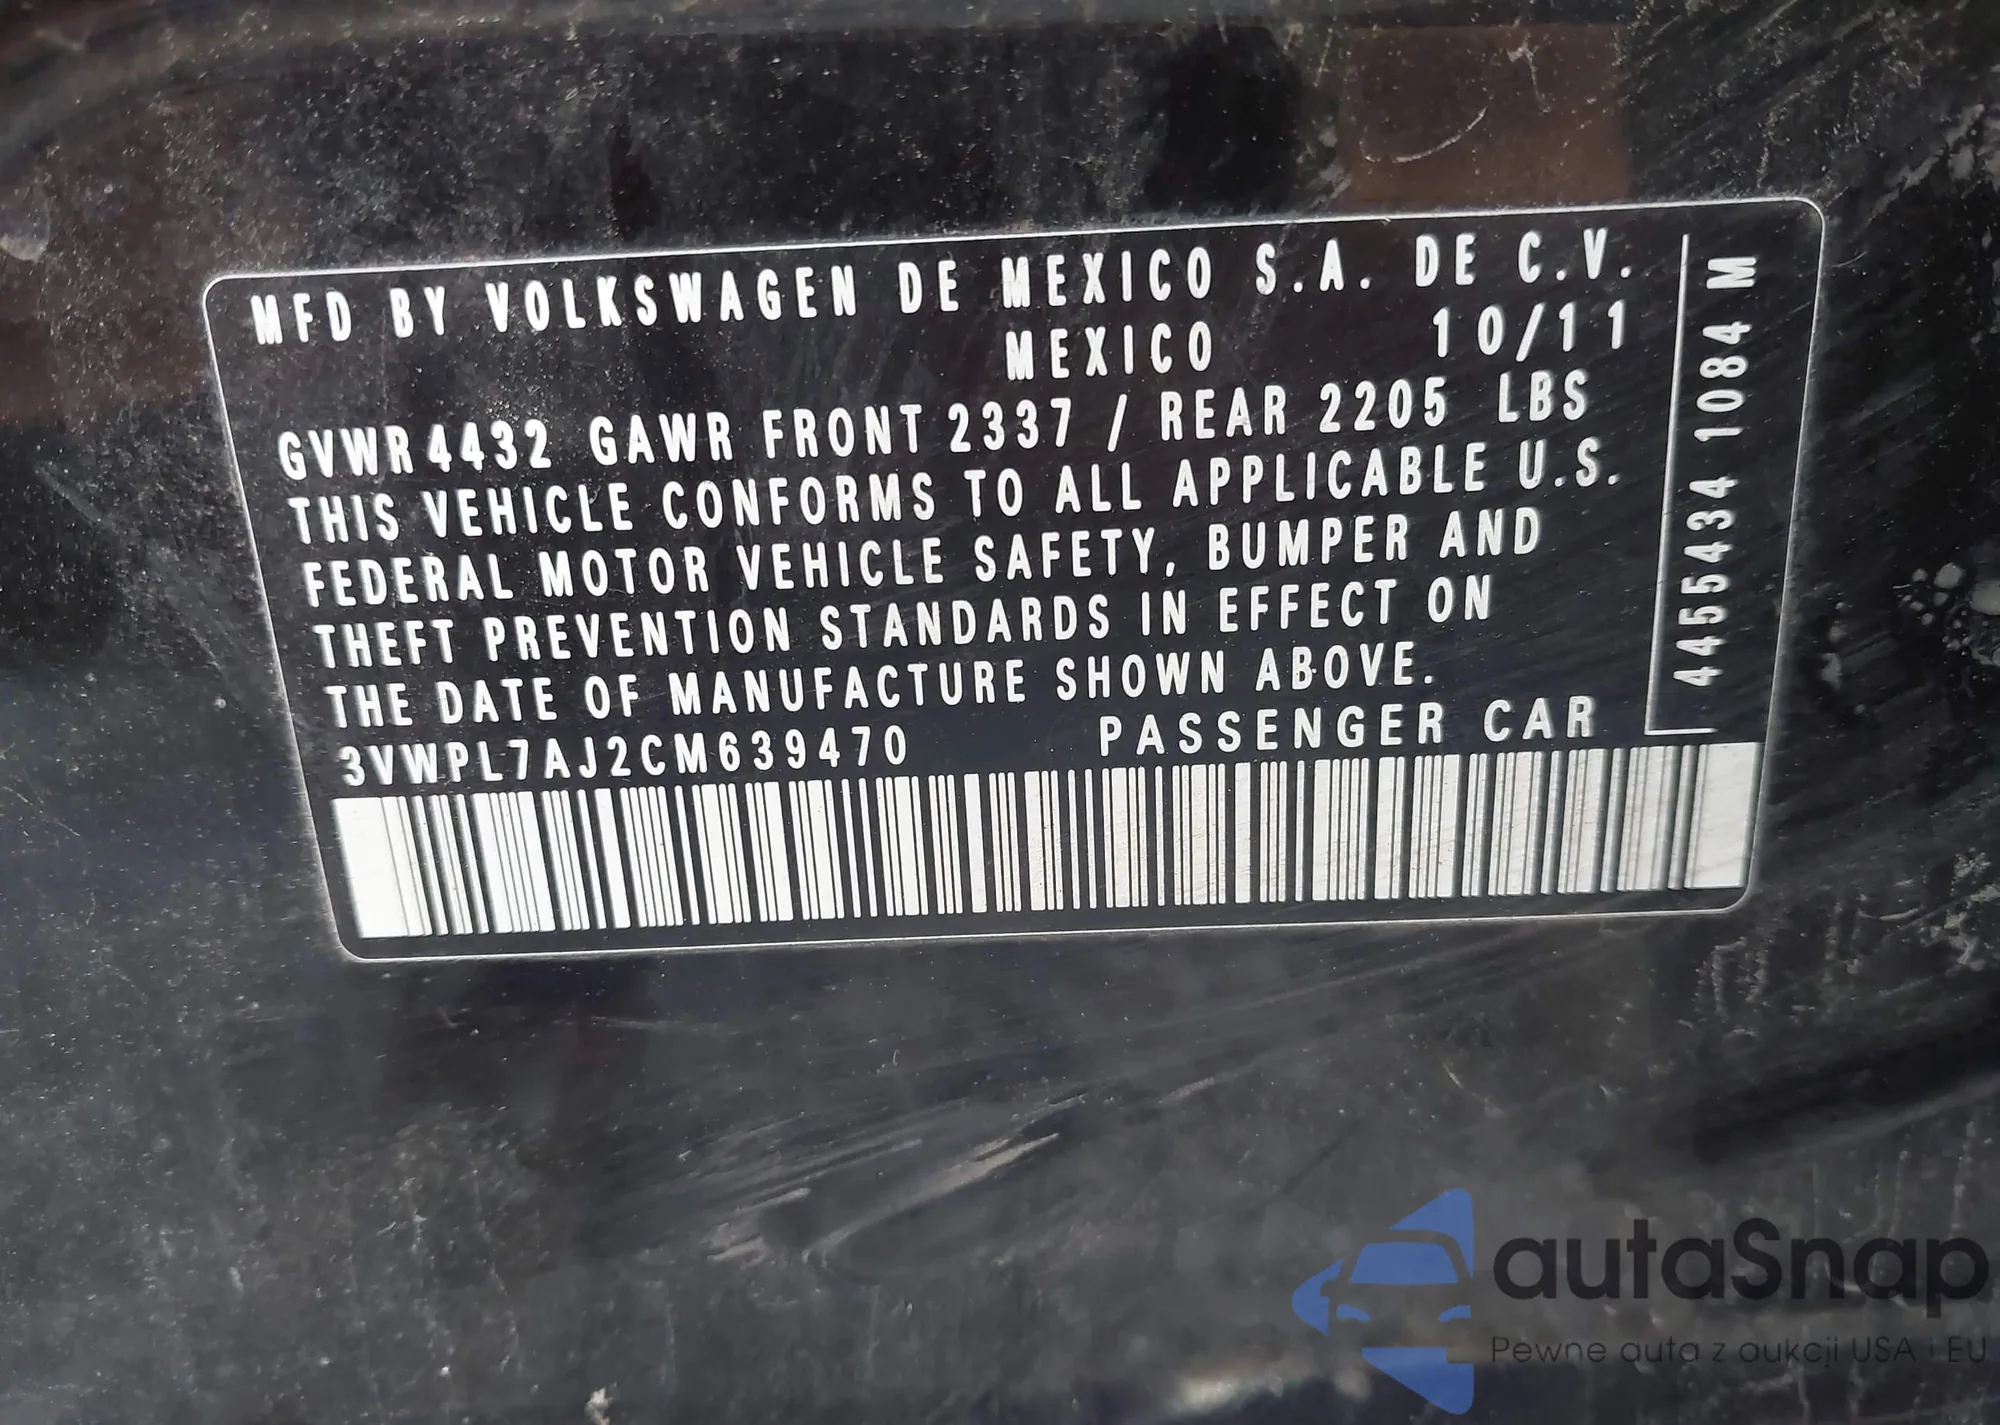 MFD BY VOLKSWAGEN DE MEXICO S.A. DE C.V.
MEXICO 10/11
GVWR 4432 GAWR FRONT 2337 / REAR 2205 LBS
THIS VEHICLE CONFORMS TO ALL APPLICABLE U.S.
FEDERAL MOTOR VEHICLE SAFETY, BUMPER AND
THEFT PREVENTION STANDARDS IN EFFECT ON
THE DATE OF MANUFACTURE SHOWN ABOVE.
3VWPL7AJ2CM639470 PASSENGER CAR
4455434 1084 M
autaSnap
Pewne auta z aukcji USA i EU